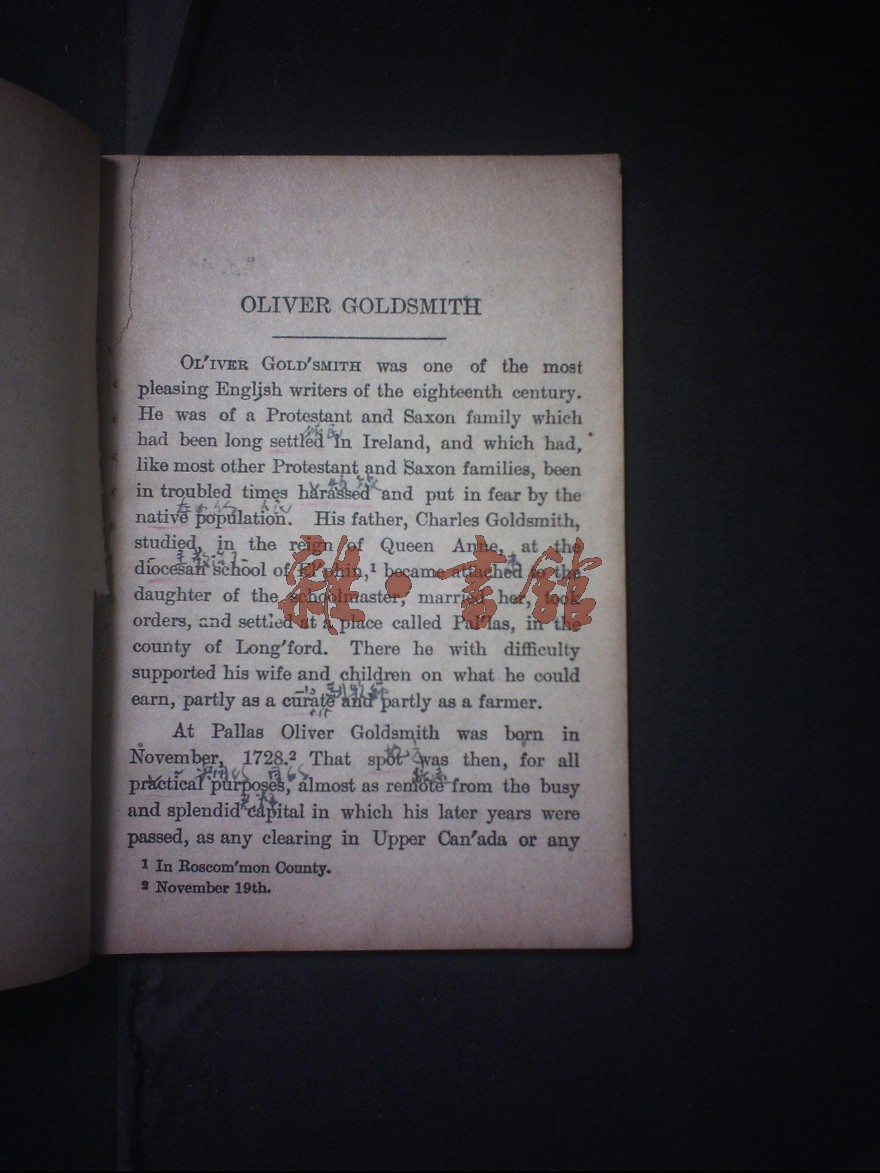 OLIVER GOLDSMITH
OL′IVER GOLD′SMITH was one of the most
pleasing English writers of the eighteenth century.
He was of a Protestant and Saxon family which
had been long settled in Ireland, and which had,
like most other Protestant and Saxon families, been
in troubled times harassed and put in fear by the
native population. His father, Charles Goldsmith,
studied, in the reign of Queen Anne, at the
diocesan school of El′phin,¹ became attached to the
daughter of the schoolmaster, married her, took
orders, and settled at a place called Pal′las, in the
county of Long′ford. There he with difficulty
supported his wife and children on what he could
earn, partly as a curate and partly as a farmer.
At Pallas Oliver Goldsmith was born in
November, 1728.² That spot was then, for all
practical purposes, almost as remote from the busy
and splendid capital in which his later years were
passed, as any clearing in Upper Can′ada or any
¹ In Roscom′mon County.
² November 19th.
雜·書館